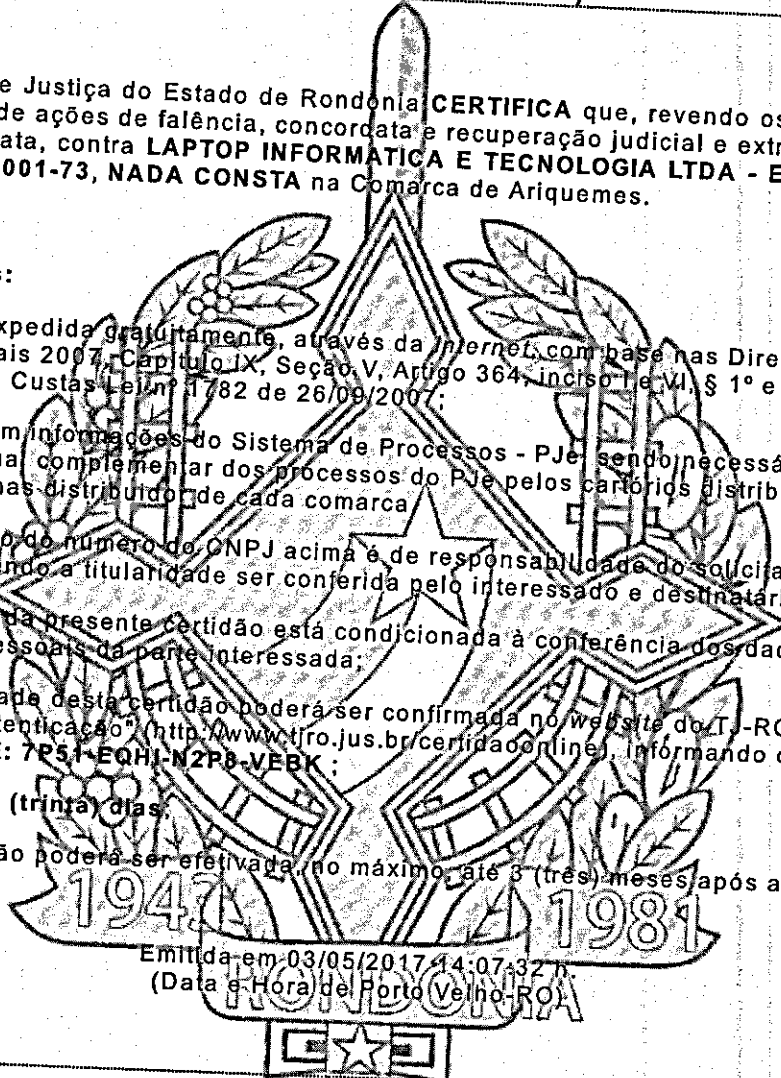 e Justiça do Estado de Rondônia CERTIFICA que, revendo os
de ações de falência, concordata e recuperação judicial e extr
ata, contra LAPTOP INFORMATICA E TECNOLOGIA LTDA - E
001-73, NADA CONSTA na Comarca de Ariquemes.
s:
xpedida gratuitamente, através da Internet, com base nas Dire
ais 2007, Capítulo IX, Seção V, Artigo 364, inciso I e VI, § 1º e
Custas Lei nº 1782 de 26/09/2007;
m informações do Sistema de Processos - PJe, sendo necessá
ua complementar dos processos do PJe pelos cartórios distrib
nas distribuidor de cada comarca
o do número do CNPJ acima é de responsabilidade do solicita
endo a titularidade ser conferida pelo interessado e destinatár
da presente certidão está condicionada à conferência dos dad
essoais da parte interessada;
ade desta certidão poderá ser confirmada no website do TJ-RO
tenticação" (http://www.tjro.jus.br/certidaoonline), informando o
: 7P51-EQHJ-N2P8-VEBK ;
(trinta) dias;
ão poderá ser efetivada, no máximo, até 3 (três) meses após a
1943
1981
Emitida em 03/05/2017 14:07:32 h.
(Data e Hora de Porto Velho-RO)
RONDÔNIA